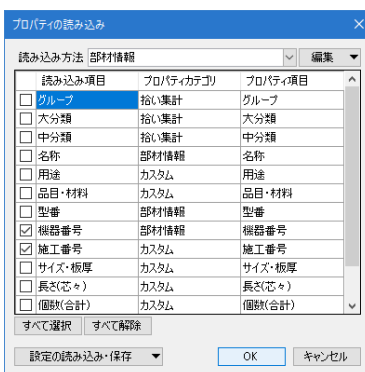 プロパティの読み込み
読み込み方法 部材情報 編集
読み込み項目 プロパティカテゴリ プロパティ項目
グループ 拾い集計 グループ
大分類 拾い集計 大分類
中分類 拾い集計 中分類
名称 部材情報 名称
用途 カスタム 用途
品目・材料 カスタム 品目・材料
型番 部材情報 型番
機器番号 部材情報 機器番号
施工番号 カスタム 施工番号
サイズ・板厚 カスタム サイズ・板厚
長さ(芯々) カスタム 長さ(芯々)
個数(合計) カスタム 個数(合計)
すべて選択 すべて解除
設定の読み込み・保存 OK キャンセル